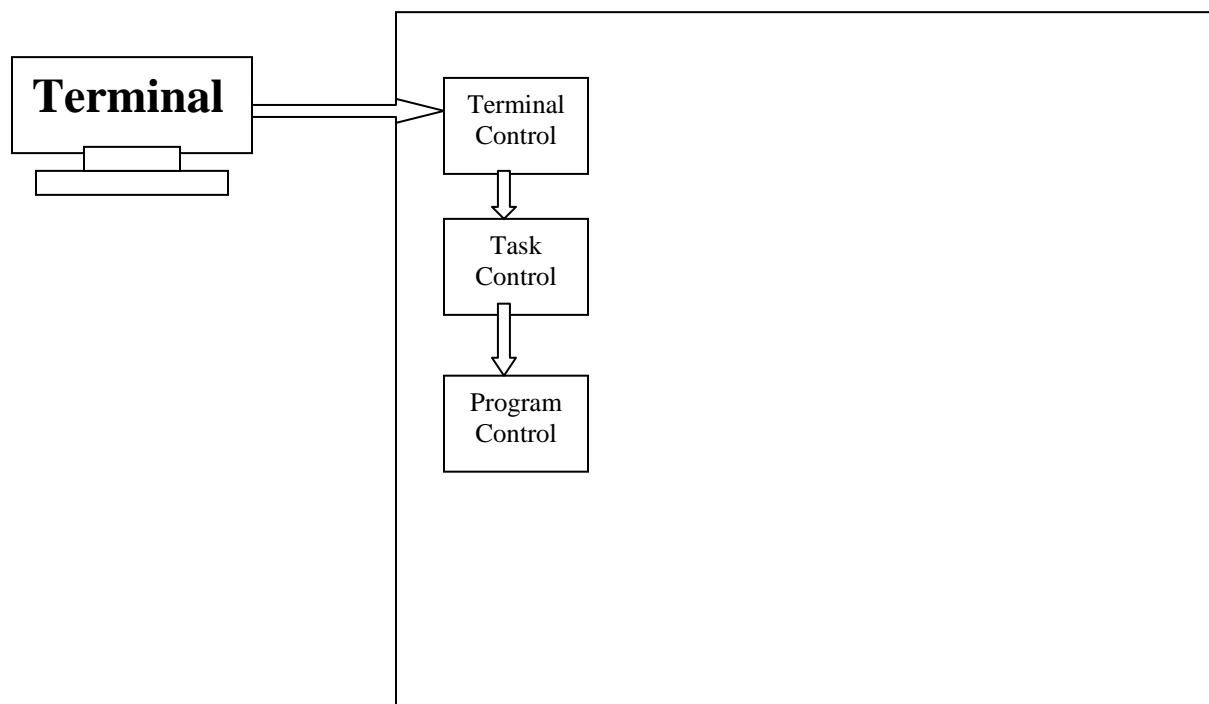 Terminal
Terminal
Control
Task
Control
Program
Control